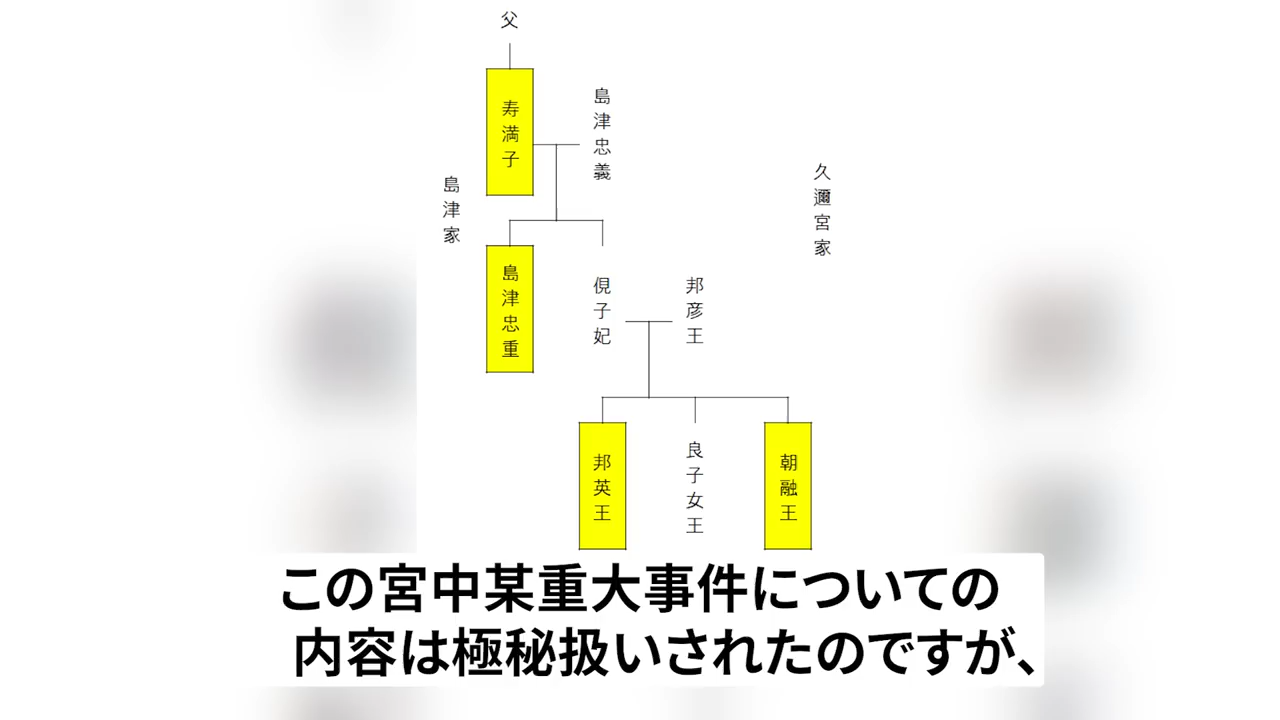 父
寿満子
島津忠義
島津家
久邇宮家
島津忠重
俔子妃
邦彦王
邦英王
良子女王
朝融王
この宮中某重大事件についての
内容は極秘扱いされたのですが、